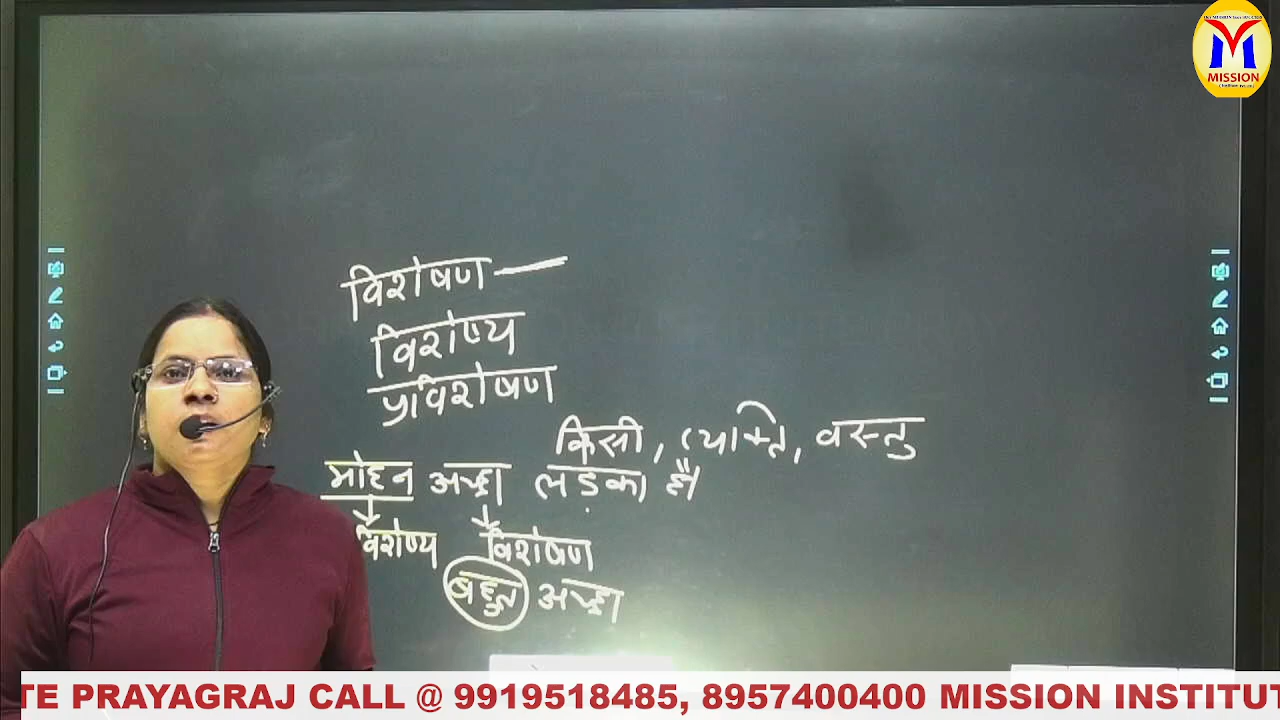 MISSION
विशेषण —
विशेष्य
प्रविशेषण
किसी, व्यक्ति, वस्तु
मोहन अच्छा लड़का है
विशेष्य विशेषण
बहुत अच्छा
TE PRAYAGRAJ CALL @ 9919518485, 8957400400 MISSION INSTITUT